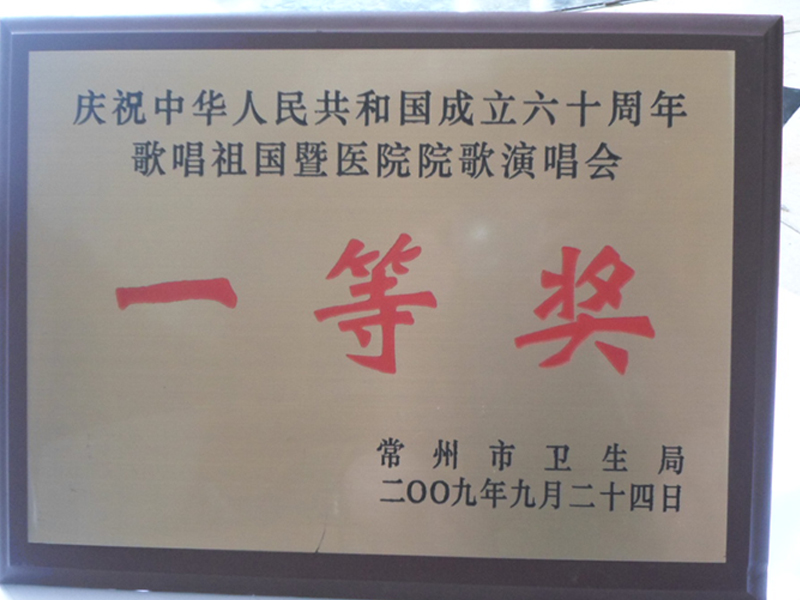 庆祝中华人民共和国成立六十周年
歌唱祖国暨医院院歌演唱会
一等奖
常州市卫生局
二〇〇九年九月二十四日